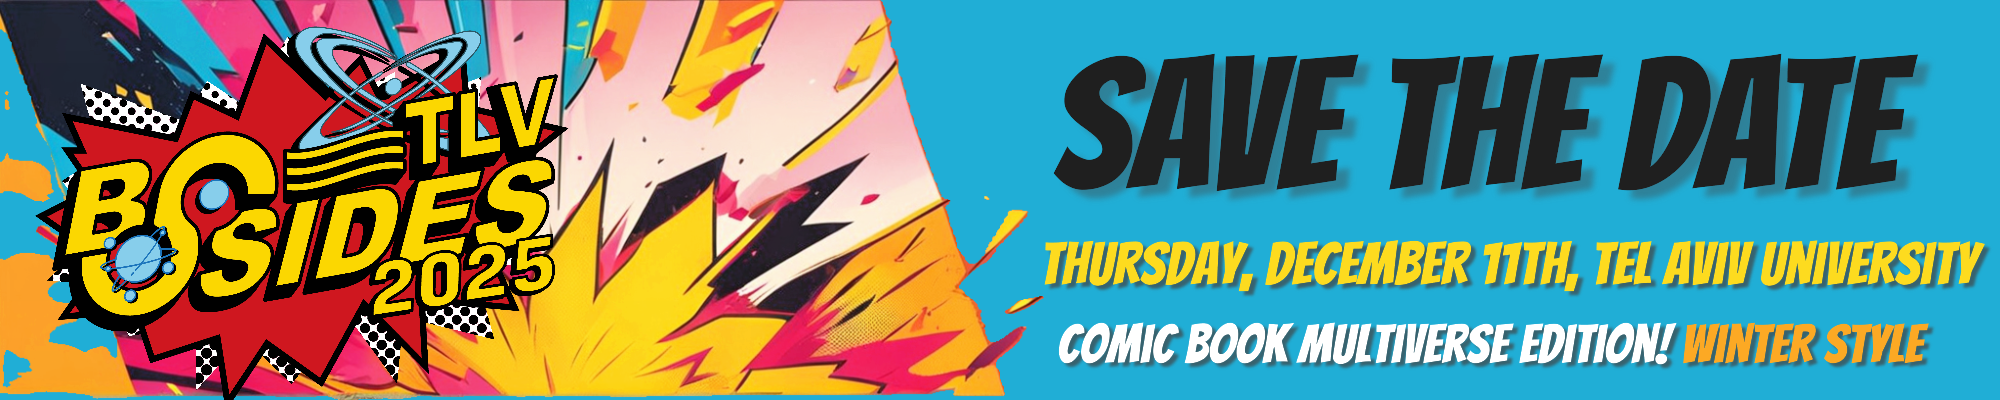 TLV
BSIDES
2025
SAVE THE DATE
THURSDAY, DECEMBER 11TH, TEL AVIV UNIVERSITY
COMIC BOOK MULTIVERSE EDITION! WINTER STYLE